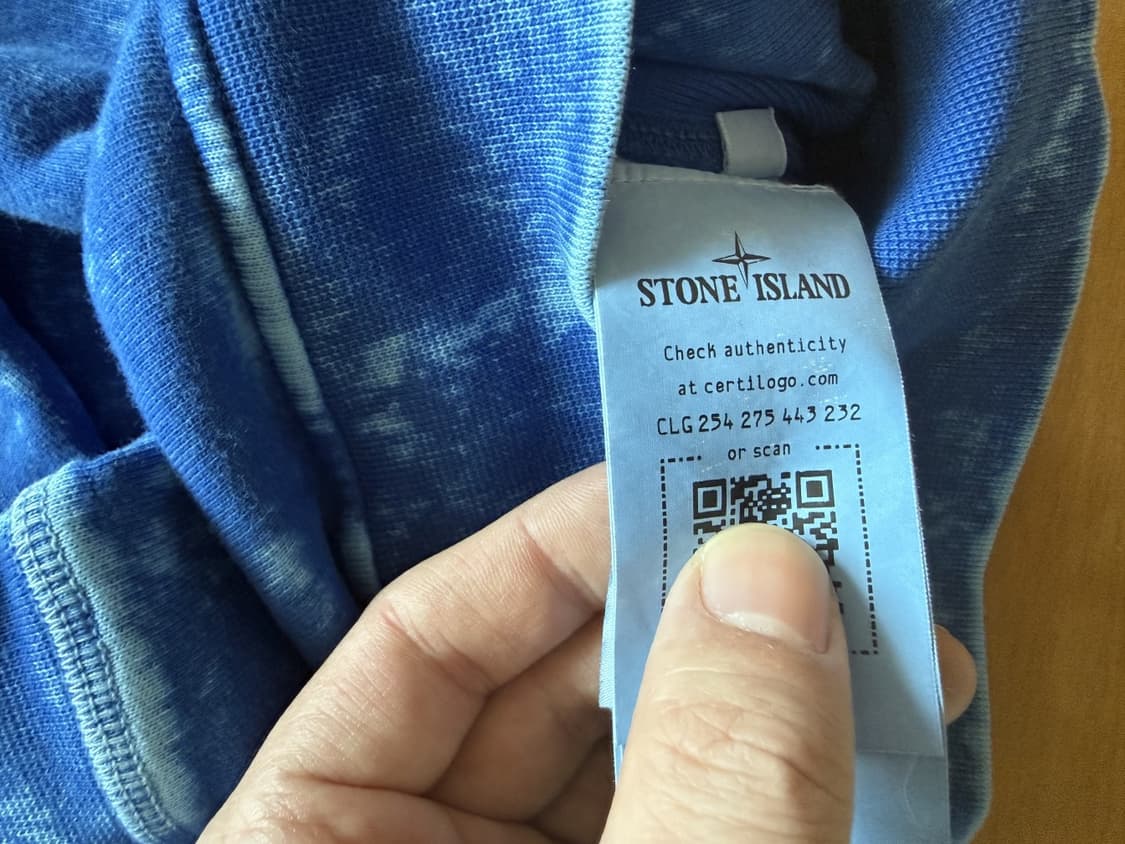 STONE ISLAND
Check authenticity
at certilogo.com
CLG 254 275 443 232
or scan